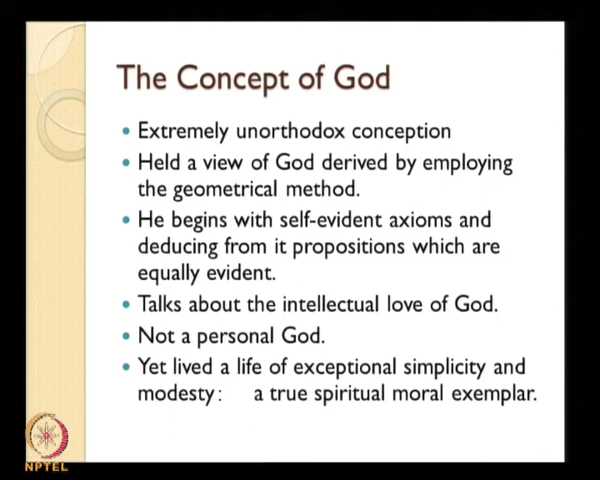 The Concept of God
• Extremely unorthodox conception
• Held a view of God derived by employing
the geometrical method.
• He begins with self-evident axioms and
deducing from it propositions which are
equally evident.
• Talks about the intellectual love of God.
• Not a personal God.
• Yet lived a life of exceptional simplicity and
modesty : a true spiritual moral exemplar.
NPTEL